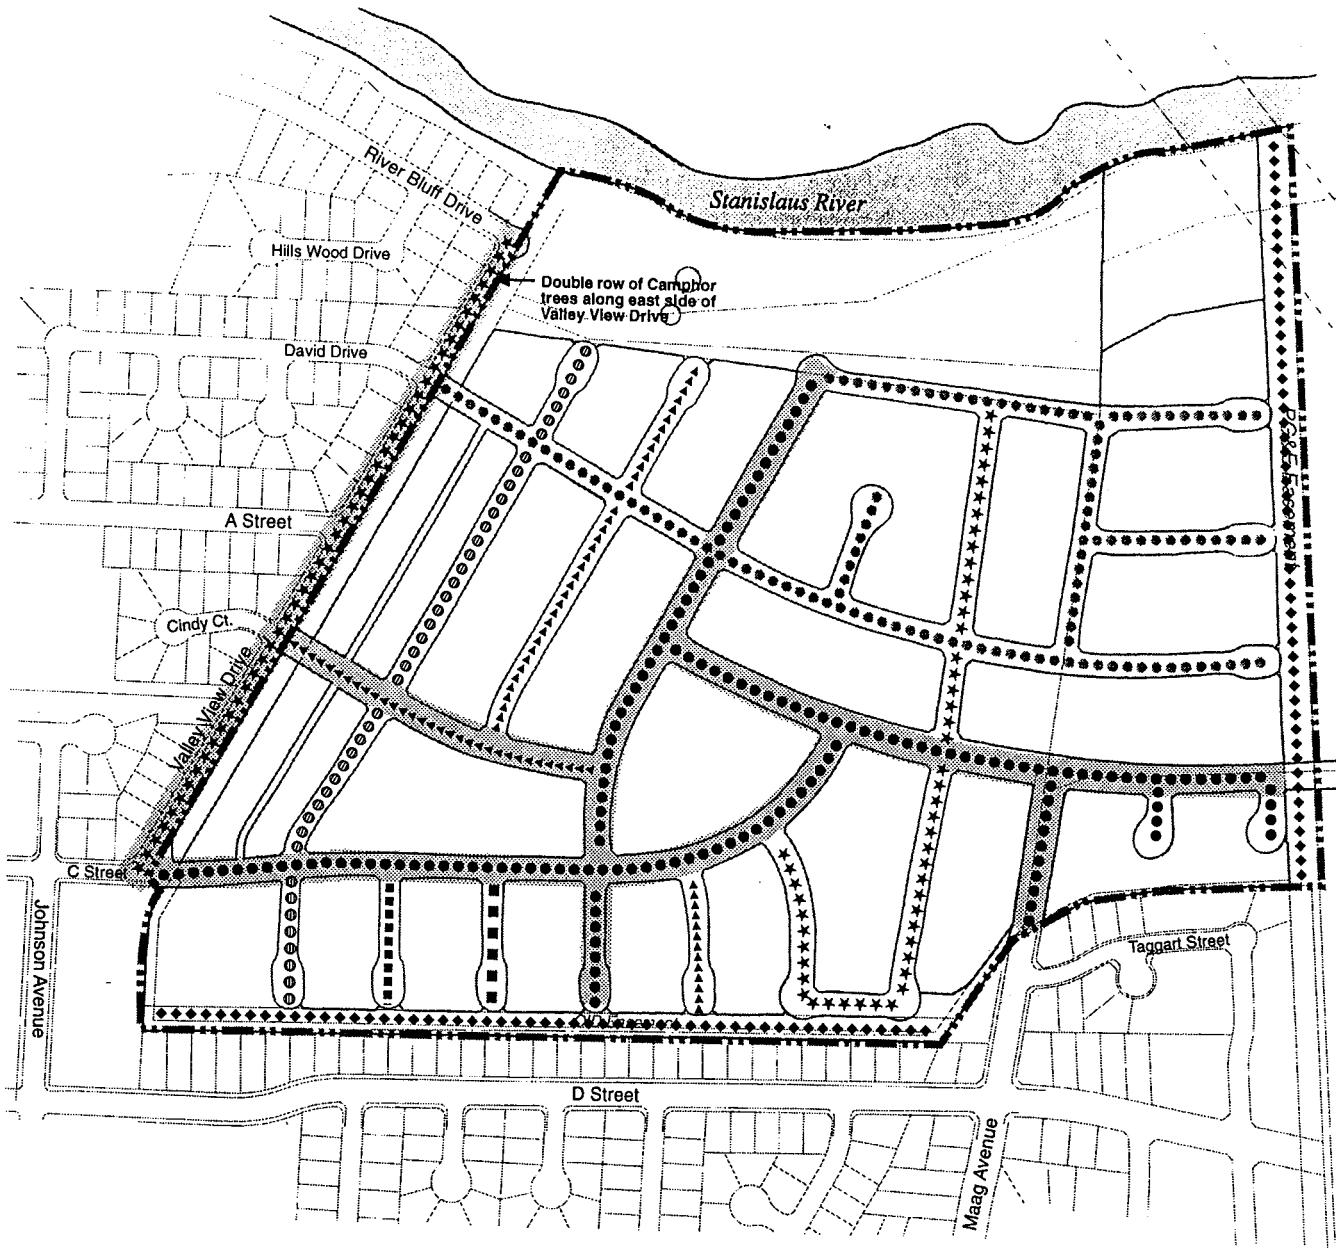 River Bluff Drive
Stanislaus River
Hills Wood Drive
Double row of Camphor
trees along east side of
Valley View Drive
David Drive
PG&E Easement
A Street
Cindy Ct.
Valley View Drive
C Street
Johnson Avenue
Taggart Street
D Street
Maag Avenue